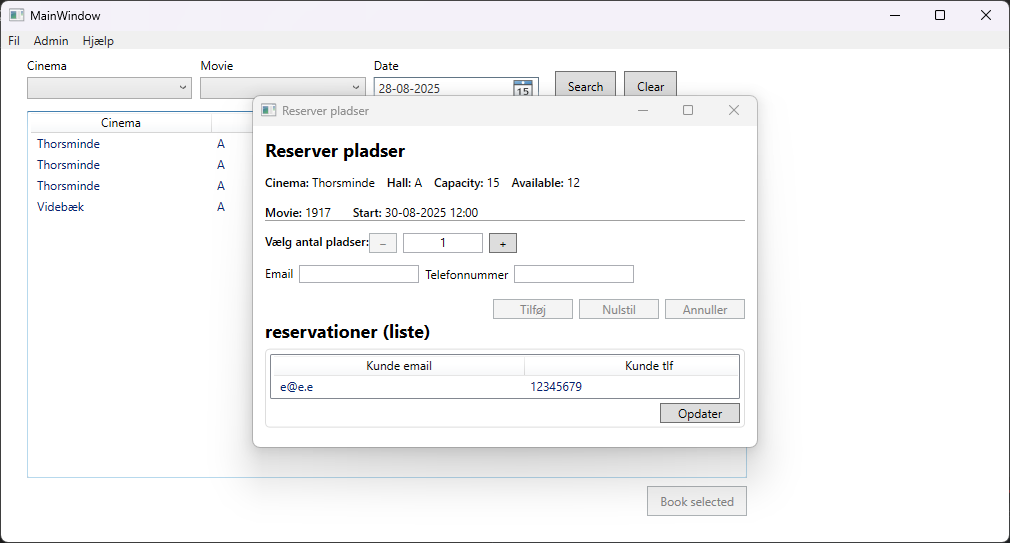 MainWindow
Fil Admin Hjælp
Cinema Movie Date
28-08-2025 15 Search Clear
Cinema
Thorsminde A
Thorsminde A
Thorsminde A
Videbæk A
Reserver pladser
Reserver pladser
Cinema: Thorsminde Hall: A Capacity: 15 Available: 12
Movie: 1917 Start: 30-08-2025 12:00
Vælg antal pladser: − 1 +
Email Telefonnummer
Tilføj Nulstil Annuller
reservationer (liste)
Kunde email Kunde tlf
e@e.e 12345679
Opdater
Book selected